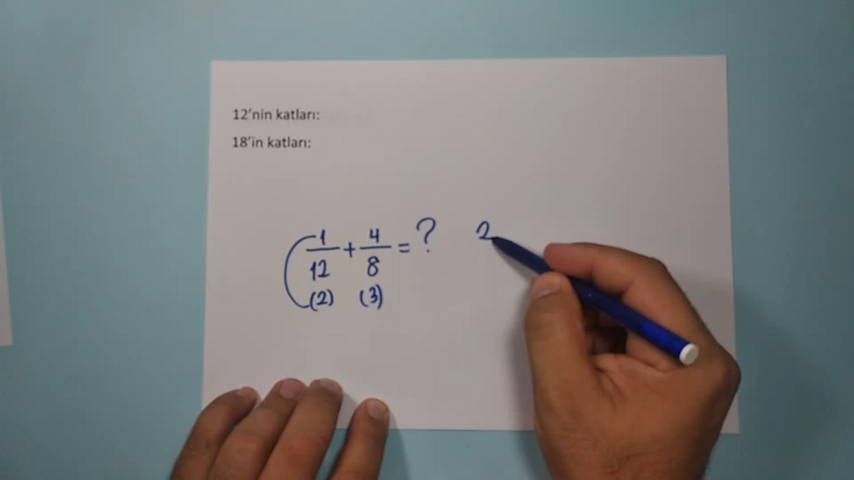 12'nin katları:
18'in katları:
1/12 + 4/8 = ? 2
(2) (3)